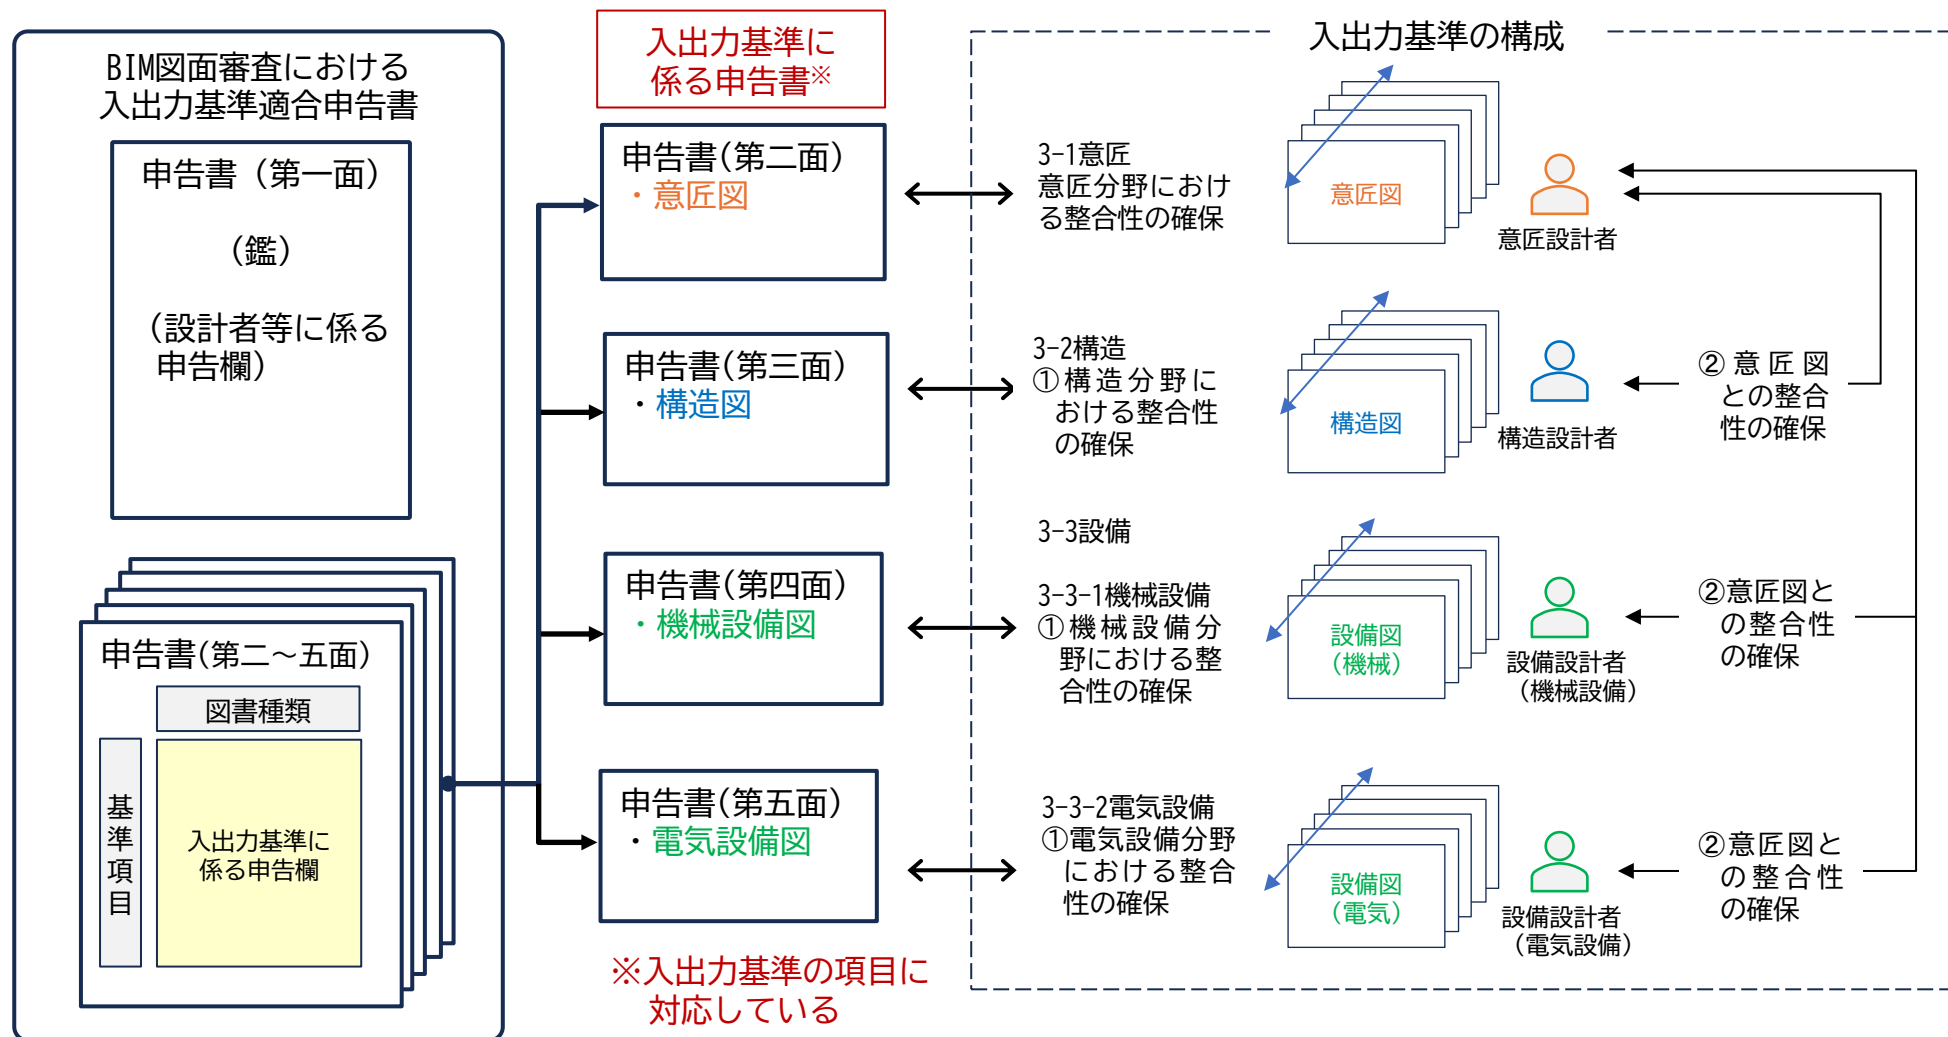 BIM図面審査における
入出力基準適合申告書
申告書（第一面）
（鑑）
（設計者等に係る
申告欄）
申告書(第二～五面)
図書種類
基準項目
入出力基準に
係る申告欄
入出力基準に
係る申告書※
申告書(第二面)
・意匠図
申告書(第三面)
・構造図
申告書(第四面)
・機械設備図
申告書(第五面)
・電気設備図
※入出力基準の項目に
対応している
入出力基準の構成
3-1意匠
意匠分野におけ
る整合性の確保
意匠図
意匠設計者
3-2構造
①構造分野に
おける整合性
の確保
構造図
構造設計者
②意匠図
との整合
性の確保
3-3設備
3-3-1機械設備
①機械設備分
野における整
合性の確保
設備図
（機械）
設備設計者
（機械設備）
②意匠図と
の整合性
の確保
3-3-2電気設備
①電気設備分野
における整合
性の確保
設備図
（電気）
設備設計者
（電気設備）
②意匠図と
の整合性
の確保